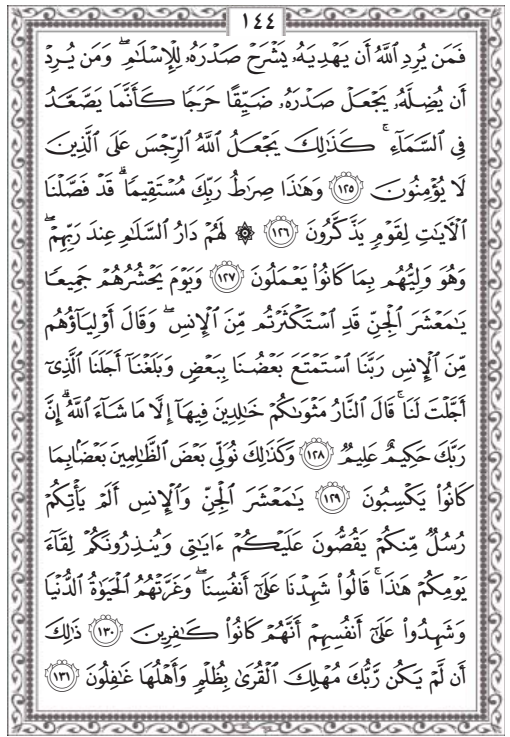 ١٤٤
فَمَن يُرِدِ ٱللَّهُ أَن يَهْدِيَهُۥ يَشْرَحْ صَدْرَهُۥ لِلْإِسْلَٰمِ ۖ وَمَن يُرِدْ
أَن يُضِلَّهُۥ يَجْعَلْ صَدْرَهُۥ ضَيِّقًا حَرَجًا كَأَنَّمَا يَصَّعَّدُ
فِى ٱلسَّمَآءِ ۚ كَذَٰلِكَ يَجْعَلُ ٱللَّهُ ٱلرِّجْسَ عَلَى ٱلَّذِينَ
لَا يُؤْمِنُونَ ١٢٥ وَهَٰذَا صِرَٰطُ رَبِّكَ مُسْتَقِيمًا ۗ قَدْ فَصَّلْنَا
ٱلْءَايَٰتِ لِقَوْمٍ يَذَّكَّرُونَ ١٢٦ ۞ لَهُمْ دَارُ ٱلسَّلَٰمِ عِندَ رَبِّهِمْ ۖ
وَهُوَ وَلِيُّهُم بِمَا كَانُوا۟ يَعْمَلُونَ ١٢٧ وَيَوْمَ يَحْشُرُهُمْ جَمِيعًا
يَٰمَعْشَرَ ٱلْجِنِّ قَدِ ٱسْتَكْثَرْتُم مِّنَ ٱلْإِنسِ ۖ وَقَالَ أَوْلِيَآؤُهُم
مِّنَ ٱلْإِنسِ رَبَّنَا ٱسْتَمْتَعَ بَعْضُنَا بِبَعْضٍ وَبَلَغْنَآ أَجَلَنَا ٱلَّذِىٓ
أَجَّلْتَ لَنَا ۚ قَالَ ٱلنَّارُ مَثْوَىٰكُمْ خَٰلِدِينَ فِيهَآ إِلَّا مَا شَآءَ ٱللَّهُ ۗ إِنَّ
رَبَّكَ حَكِيمٌ عَلِيمٌ ١٢٨ وَكَذَٰلِكَ نُوَلِّى بَعْضَ ٱلظَّٰلِمِينَ بَعْضًۢا بِمَا
كَانُوا۟ يَكْسِبُونَ ١٢٩ يَٰمَعْشَرَ ٱلْجِنِّ وَٱلْإِنسِ أَلَمْ يَأْتِكُمْ
رُسُلٌ مِّنكُمْ يَقُصُّونَ عَلَيْكُمْ ءَايَٰتِى وَيُنذِرُونَكُمْ لِقَآءَ
يَوْمِكُمْ هَٰذَا ۚ قَالُوا۟ شَهِدْنَا عَلَىٰٓ أَنفُسِنَا ۖ وَغَرَّتْهُمُ ٱلْحَيَوٰةُ ٱلدُّنْيَا
وَشَهِدُوا۟ عَلَىٰٓ أَنفُسِهِمْ أَنَّهُمْ كَانُوا۟ كَٰفِرِينَ ١٣٠ ذَٰلِكَ
أَن لَّمْ يَكُن رَّبُّكَ مُهْلِكَ ٱلْقُرَىٰ بِظُلْمٍ وَأَهْلُهَا غَٰفِلُونَ ١٣١